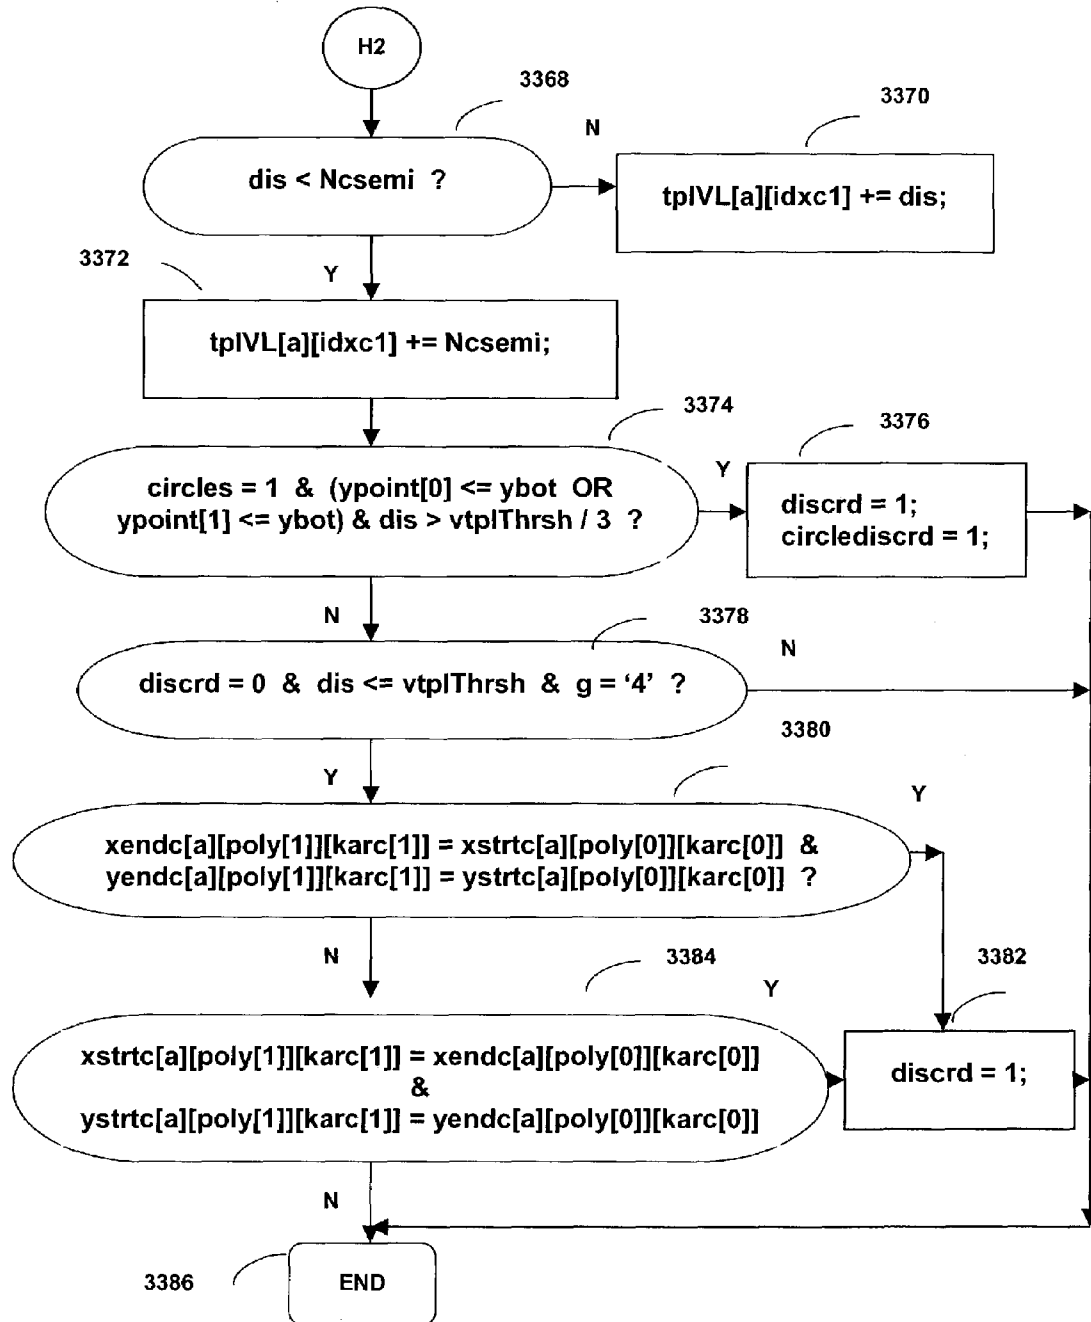 H2
3368
3370
N
dis < Ncsemi ?
tplVL[a][idxc1] += dis;
3372
Y
tplVL[a][idxc1] += Ncsemi;
3374
3376
Y
circles = 1 & (ypoint[0] <= ybot OR
ypoint[1] <= ybot) & dis > vtplThrsh / 3 ?
discrd = 1;
circlediscrd = 1;
N
3378
N
discrd = 0 & dis <= vtplThrsh & g = ‘4’ ?
3380
Y
Y
xendc[a][poly[1]][karc[1]] = xstrtc[a][poly[0]][karc[0]] &
yendc[a][poly[1]][karc[1]] = ystrtc[a][poly[0]][karc[0]] ?
N
3384
3382
Y
xstrtc[a][poly[1]][karc[1]] = xendc[a][poly[0]][karc[0]]
&
ystrtc[a][poly[1]][karc[1]] = yendc[a][poly[0]][karc[0]]
discrd = 1;
N
3386
END